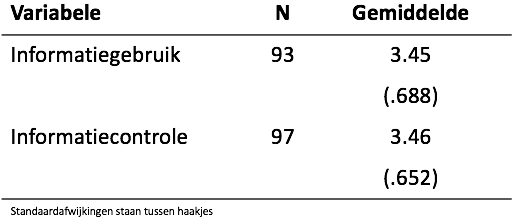 Variabele N Gemiddelde
Informatiegebruik 93 3.45
(.688)
Informatiecontrole 97 3.46
(.652)
Standaardafwijkingen staan tussen haakjes